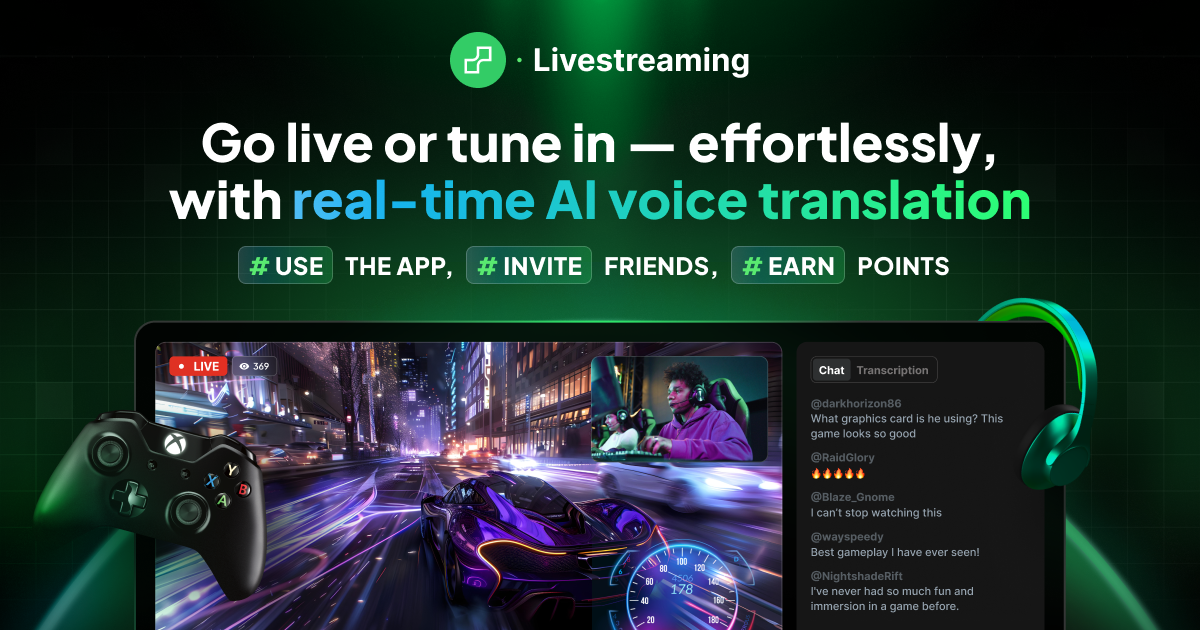 · Livestreaming
Go live or tune in — effortlessly,
with real-time AI voice translation
# USE THE APP, # INVITE FRIENDS, # EARN POINTS
LIVE 369
Chat Transcription
@darkhorizon86
What graphics card is he using? This
game looks so good
@RaidGlory
🔥🔥🔥🔥🔥
@Blaze_Gnome
I can't stop watching this
@wayspeedy
Best gameplay I have ever seen!
@NightshadeRift
I've never had so much fun and
immersion in a game before.
X Y B A
20 40 60 80 100 120 140 160 180
178